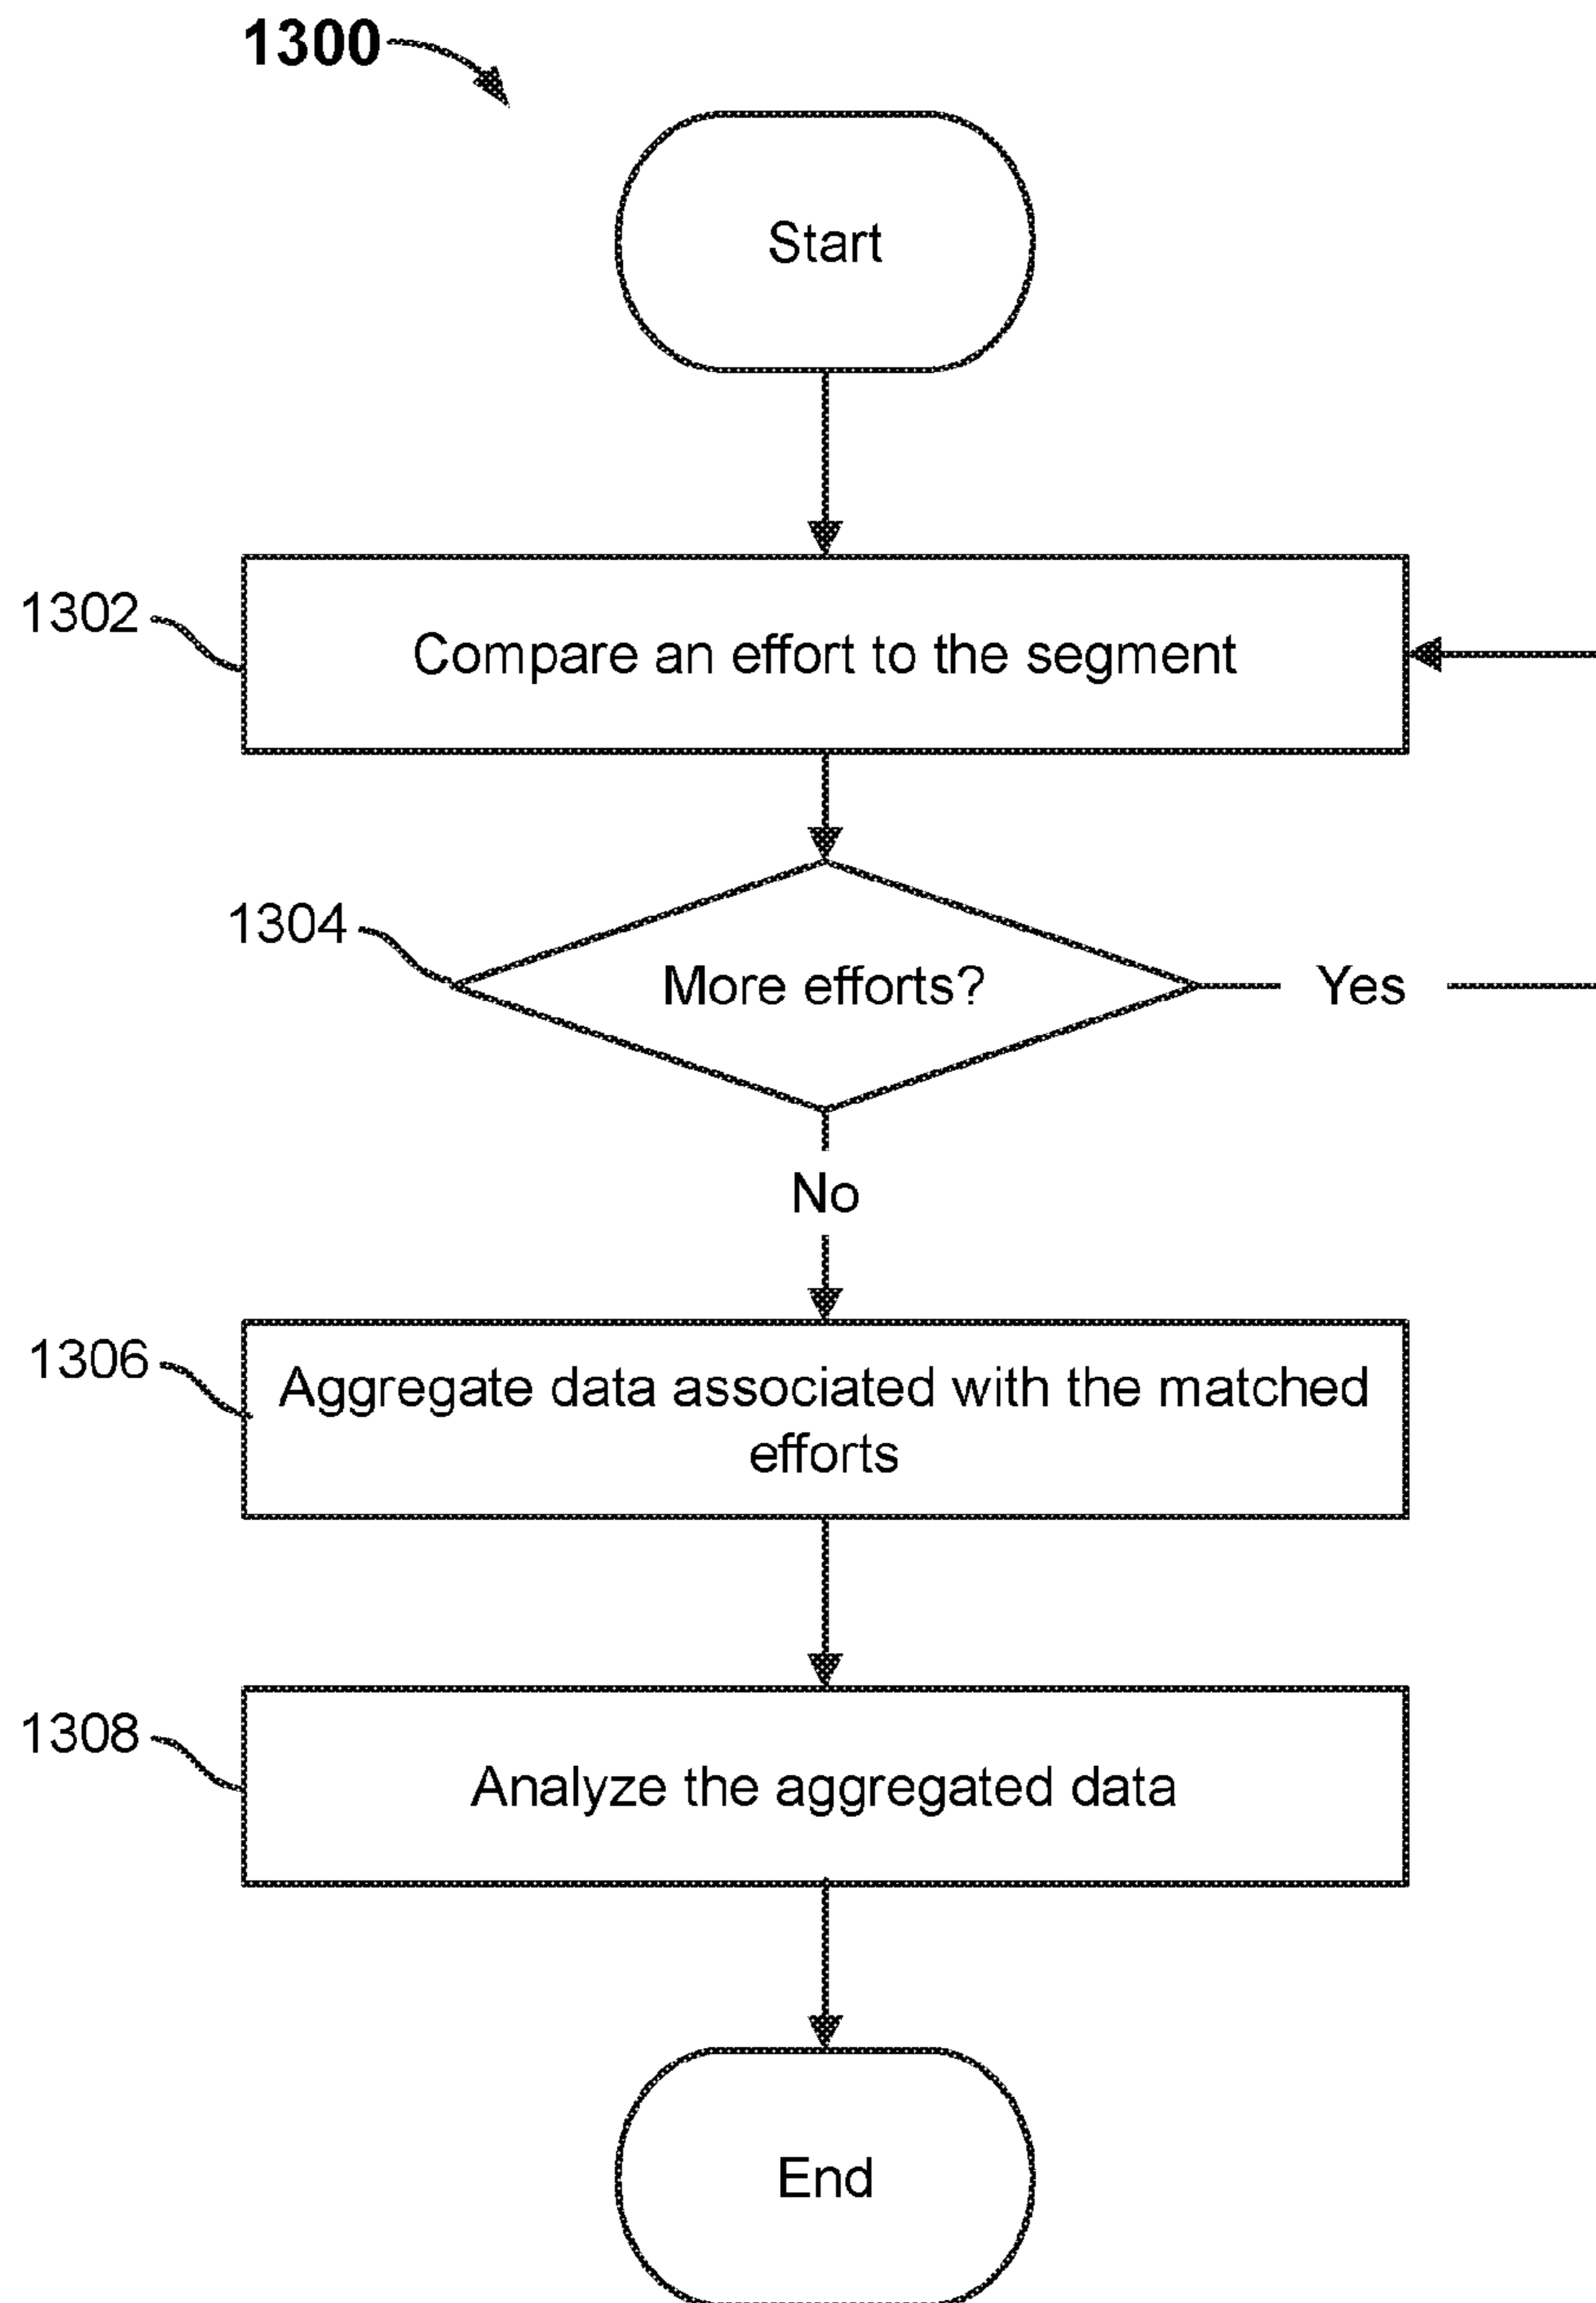 1300
Start
1302
Compare an effort to the segment
1304
More efforts?
Yes
No
1306
Aggregate data associated with the matched
efforts
1308
Analyze the aggregated data
End